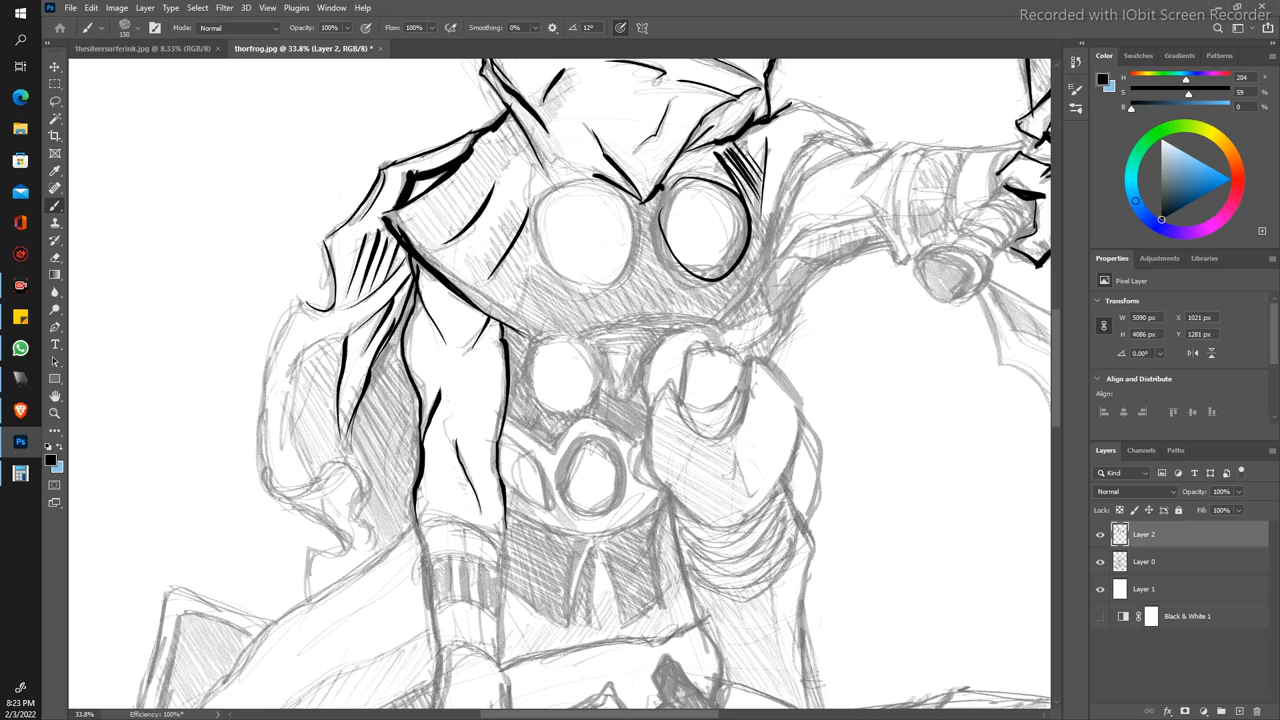 File Edit Image Layer Type Select Filter 3D View Plugins Window Help
Recorded with IObit Screen Recorder
150 Mode: Normal Opacity: 100% Flow: 100% Smoothing: 0% 12°
thesilversurferink.jpg @ 8.33% (RGB/8) × thorfrog.jpg @ 33.8% (Layer 2, RGB/8) * ×
Color Swatches Gradients Patterns
H 204 °
S 59 %
B 0 %
Properties Adjustments Libraries
Pixel Layer
Transform
W 5090 px X 1021 px
H 4086 px Y 1281 px
0.00°
Align and Distribute
Align:
Layers Channels Paths
Kind
Normal Opacity: 100%
Lock: Fill: 100%
Layer 2
Layer 0
Layer 1
Black & White 1
33.8% Efficiency: 100%*
8:23 PM
2/3/2022